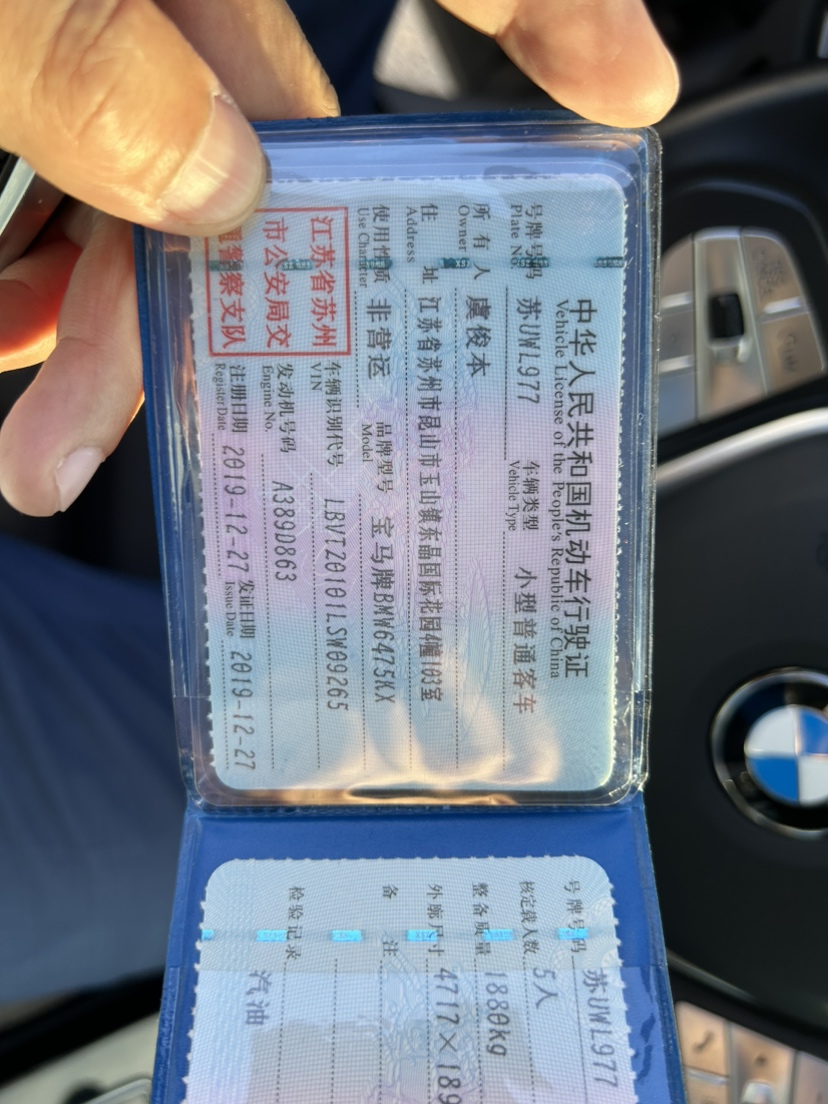 中华人民共和国机动车行驶证
Vehicle License of the People's Republic of China
号牌号码 苏UWL977 车辆类型 小型普通客车
Plate No. Vehicle Type
所有人 虞俊本
Owner
住址 江苏省苏州市昆山市玉山镇东晶国际花园4幢103室
Address
使用性质 非营运 品牌型号 宝马牌BMW6475KX
Use Character Model
江苏省苏州
市公安局交
警察支队
车辆识别代号 LBVTZ0101LSW09265
VIN
发动机号码 A389D863
Engine No.
注册日期 2019-12-27 发证日期 2019-12-27
Register Date Issue Date
号牌号码 苏UWL977
核定载人数 5人
整备质量 1880kg
外廓尺寸 4717×189
备注
检验记录
汽油